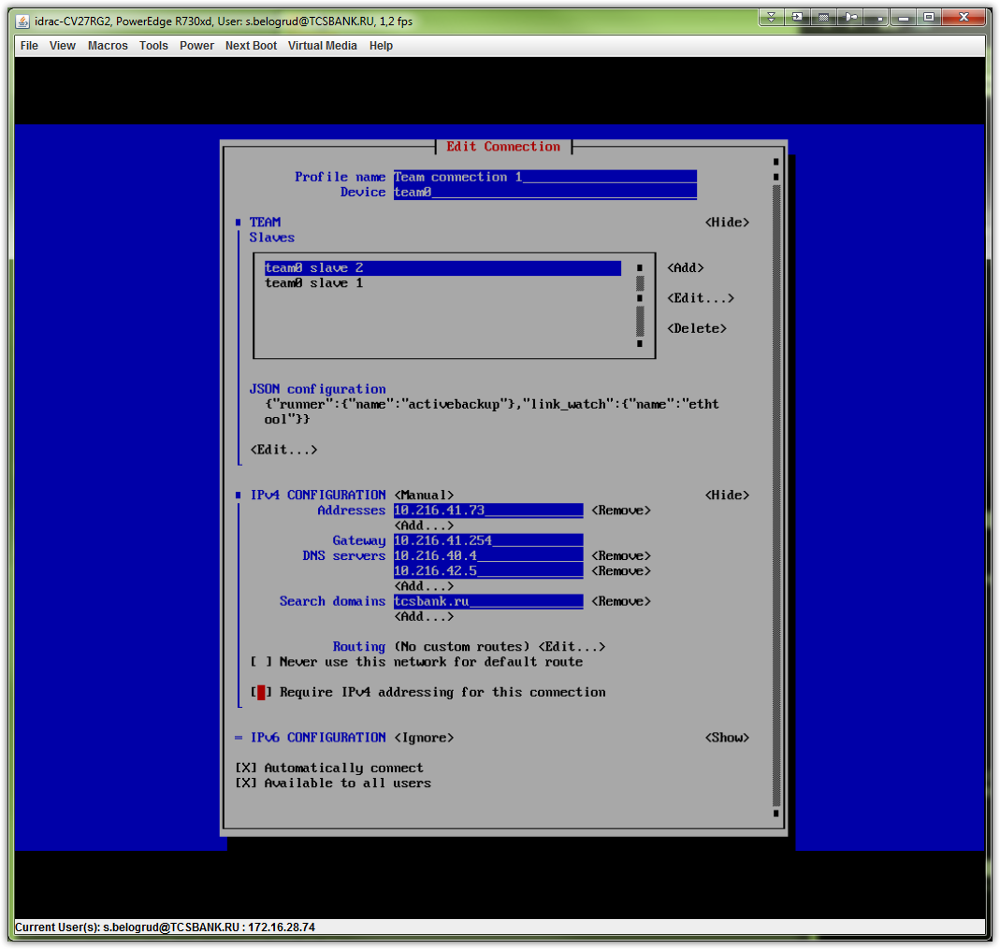 idrac-CV27RG2, PowerEdge R730xd, User: s.belogrud@TCSBANK.RU, 1,2 fps
File View Macros Tools Power Next Boot Virtual Media Help
Edit Connection
Profile name Team connection 1
Device team0
TEAM <Hide>
Slaves
team0 slave 2 <Add>
team0 slave 1
<Edit...>
<Delete>
JSON configuration
{"runner":{"name":"activebackup"},"link_watch":{"name":"etht
ool"}}
<Edit...>
IPv4 CONFIGURATION <Manual> <Hide>
Addresses 10.216.41.73 <Remove>
<Add...>
Gateway 10.216.41.254
DNS servers 10.216.40.4 <Remove>
10.216.42.5 <Remove>
<Add...>
Search domains tcsbank.ru <Remove>
<Add...>
Routing (No custom routes) <Edit...>
[ ] Never use this network for default route
[ ] Require IPv4 addressing for this connection
= IPv6 CONFIGURATION <Ignore> <Show>
[X] Automatically connect
[X] Available to all users
Current User(s): s.belogrud@TCSBANK.RU : 172.16.28.74